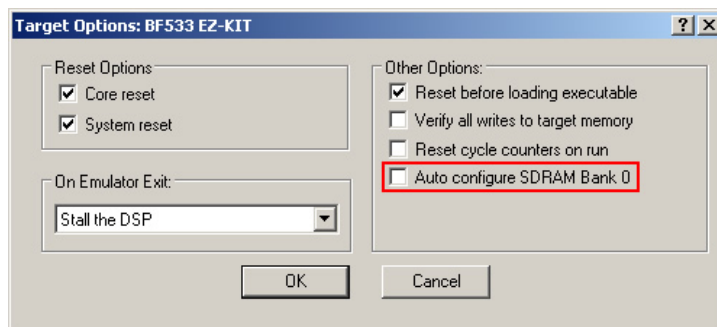 Target Options: BF533 EZ-KIT
Reset Options
Core reset
System reset
On Emulator Exit:
Stall the DSP
Other Options:
Reset before loading executable
Verify all writes to target memory
Reset cycle counters on run
Auto configure SDRAM Bank 0
OK
Cancel